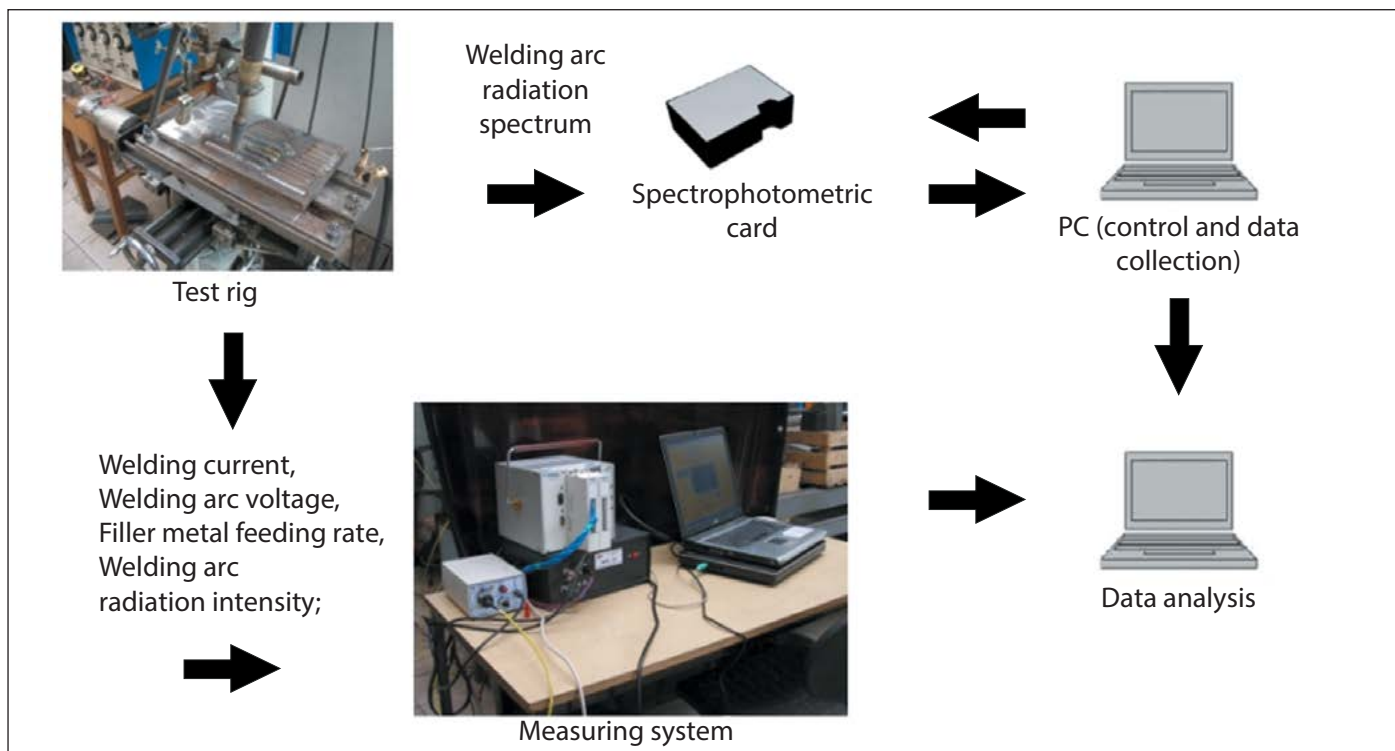 Welding arc
radiation
spectrum
Spectrophotometric
card
PC (control and data
collection)
Test rig
Welding current,
Welding arc voltage,
Filler metal feeding rate,
Welding arc
radiation intensity;
Measuring system
Data analysis